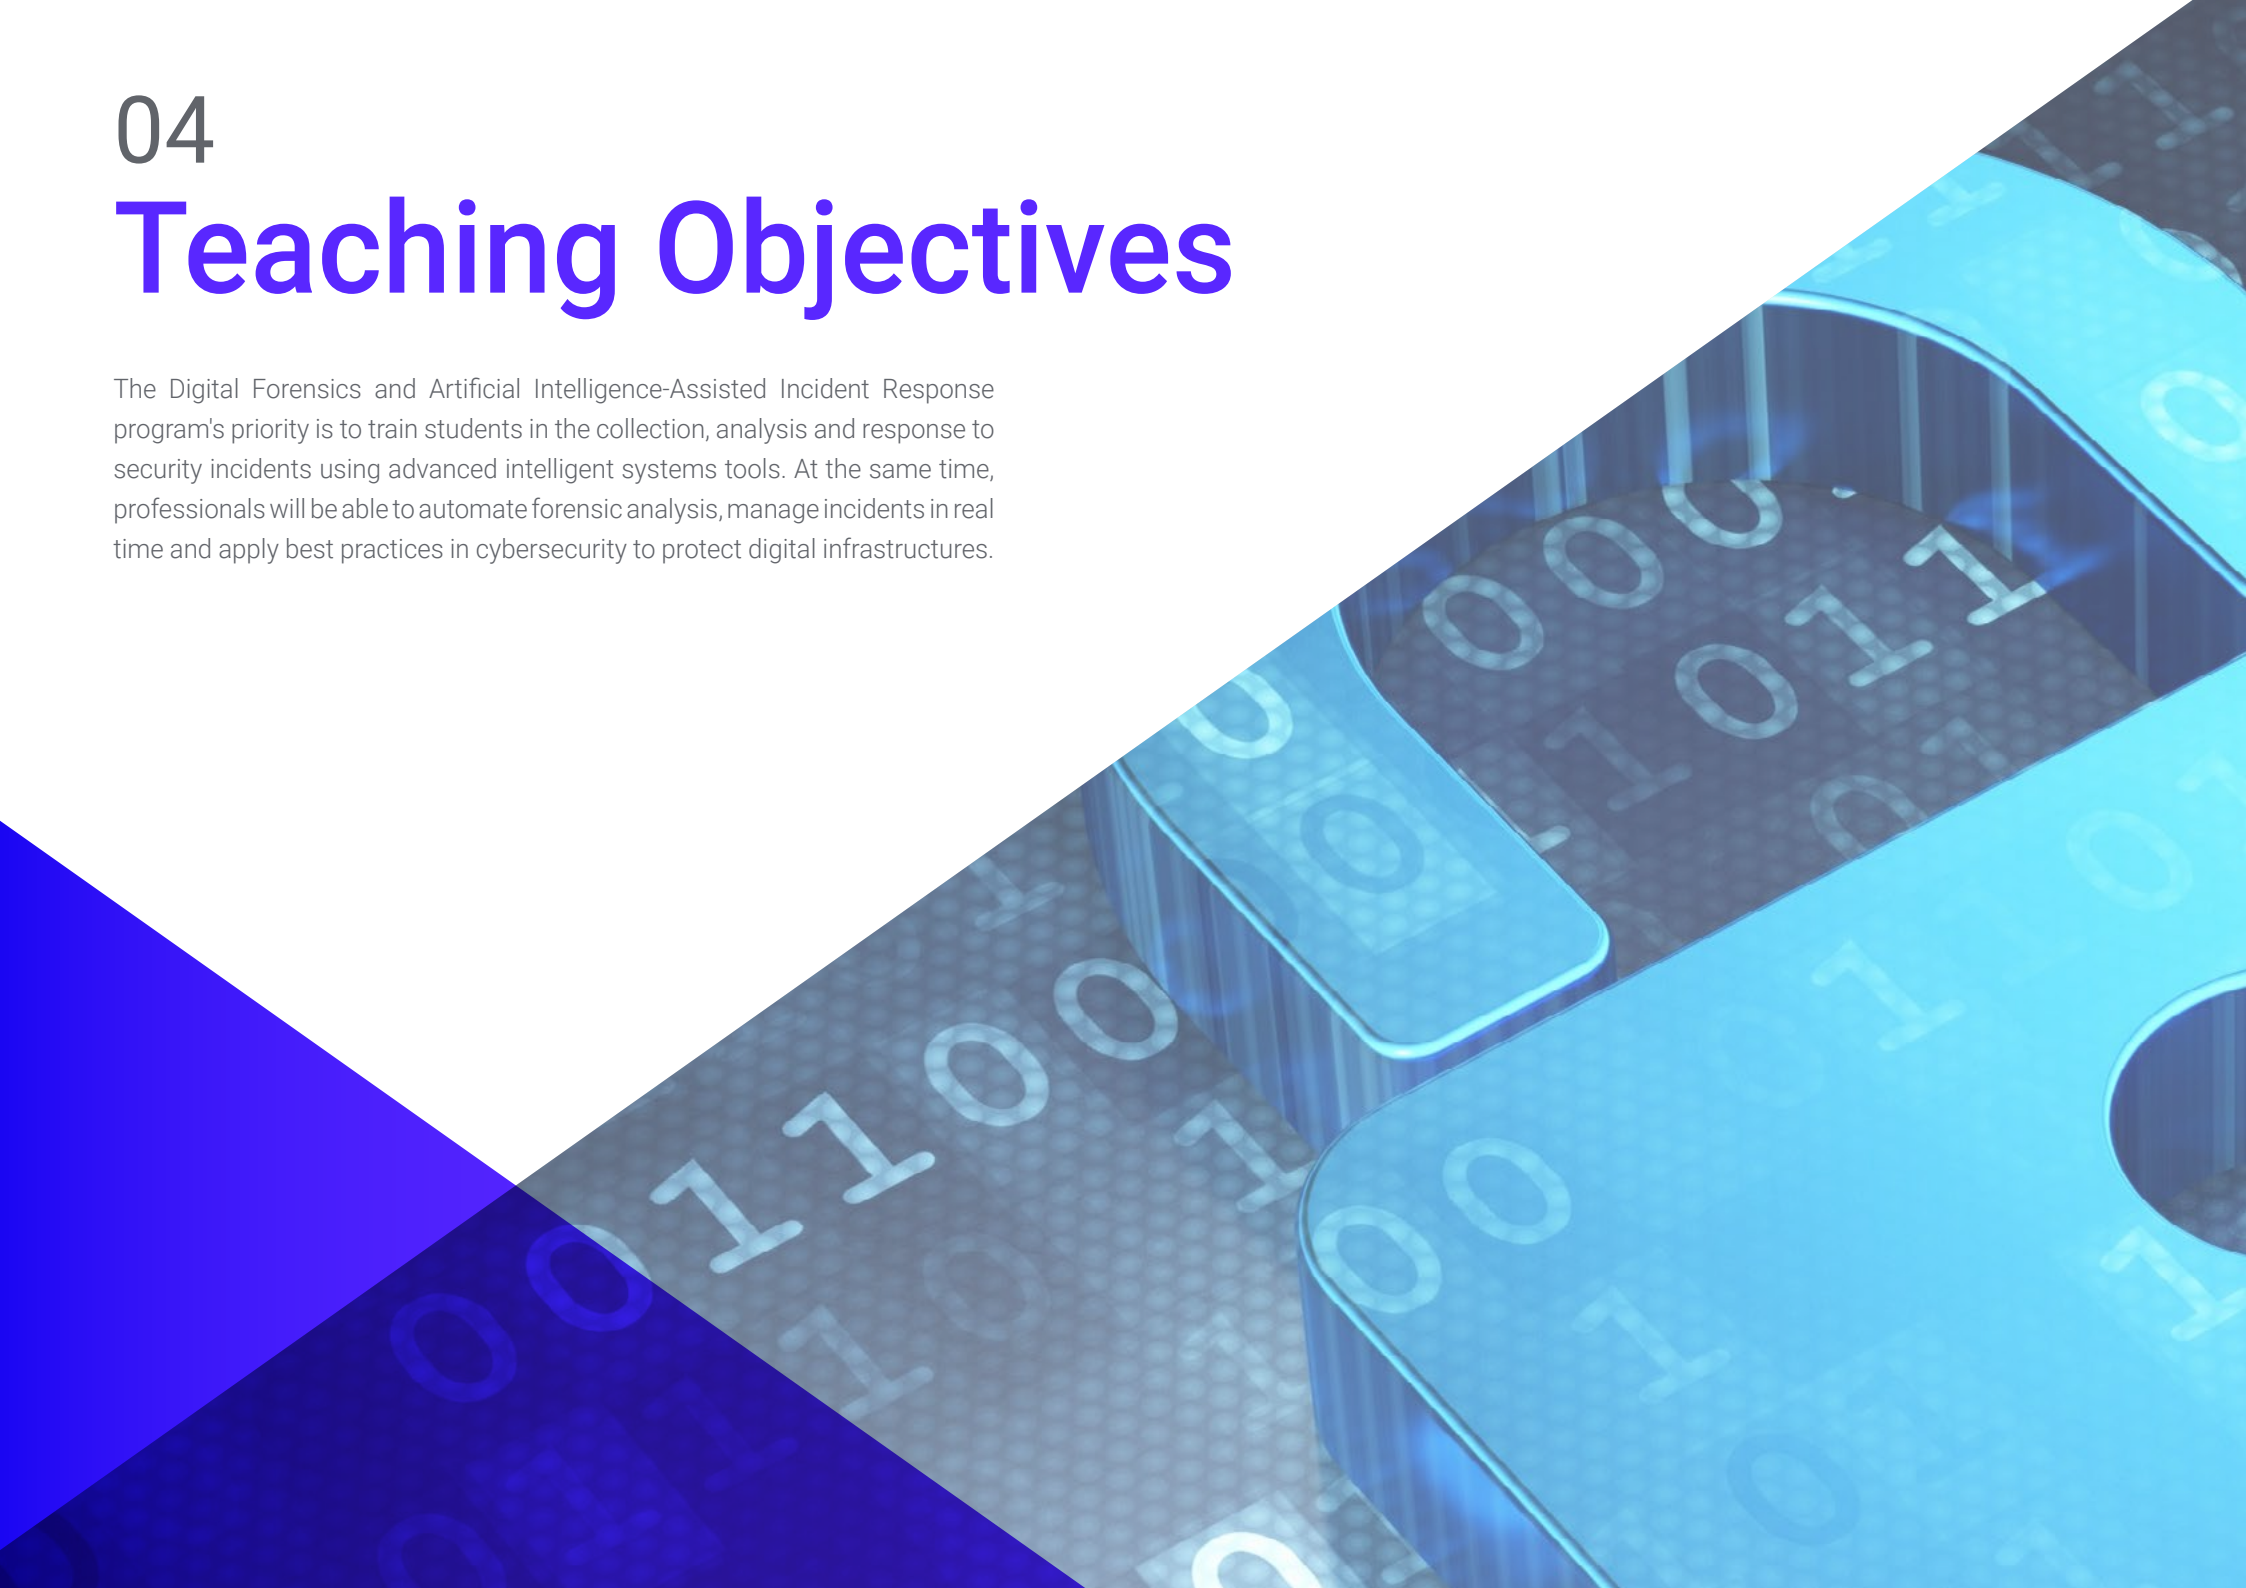 04
Teaching Objectives
The Digital Forensics and Artificial Intelligence-Assisted Incident Response
program's priority is to train students in the collection, analysis and response to
security incidents using advanced intelligent systems tools. At the same time,
professionals will be able to automate forensic analysis, manage incidents in real
time and apply best practices in cybersecurity to protect digital infrastructures.